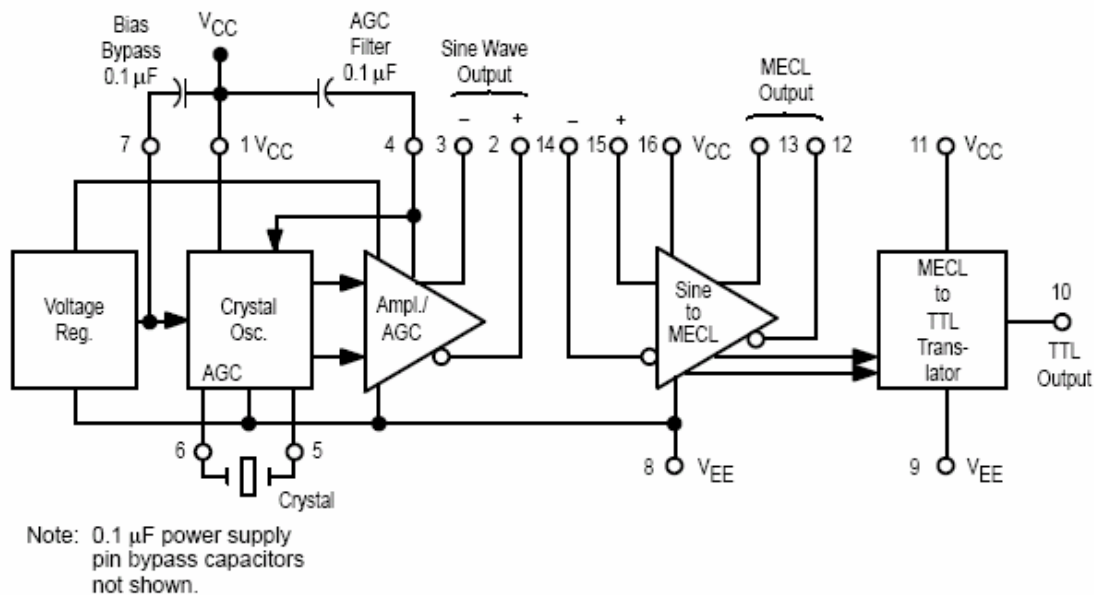 Bias
Bypass
0.1 µF
VCC
AGC
Filter
0.1 µF
Sine Wave
Output
MECL
Output
– + – +
7 1 VCC 4 3 2 14 15 16 VCC 13 12 11 VCC
Voltage
Reg.
Crystal
Osc.
AGC
Ampl./
AGC
Sine
to
MECL
MECL
to
TTL
Trans-
lator
10
TTL
Output
6 5
Crystal
8 VEE
9 VEE
Note: 0.1 µF power supply
pin bypass capacitors
not shown.